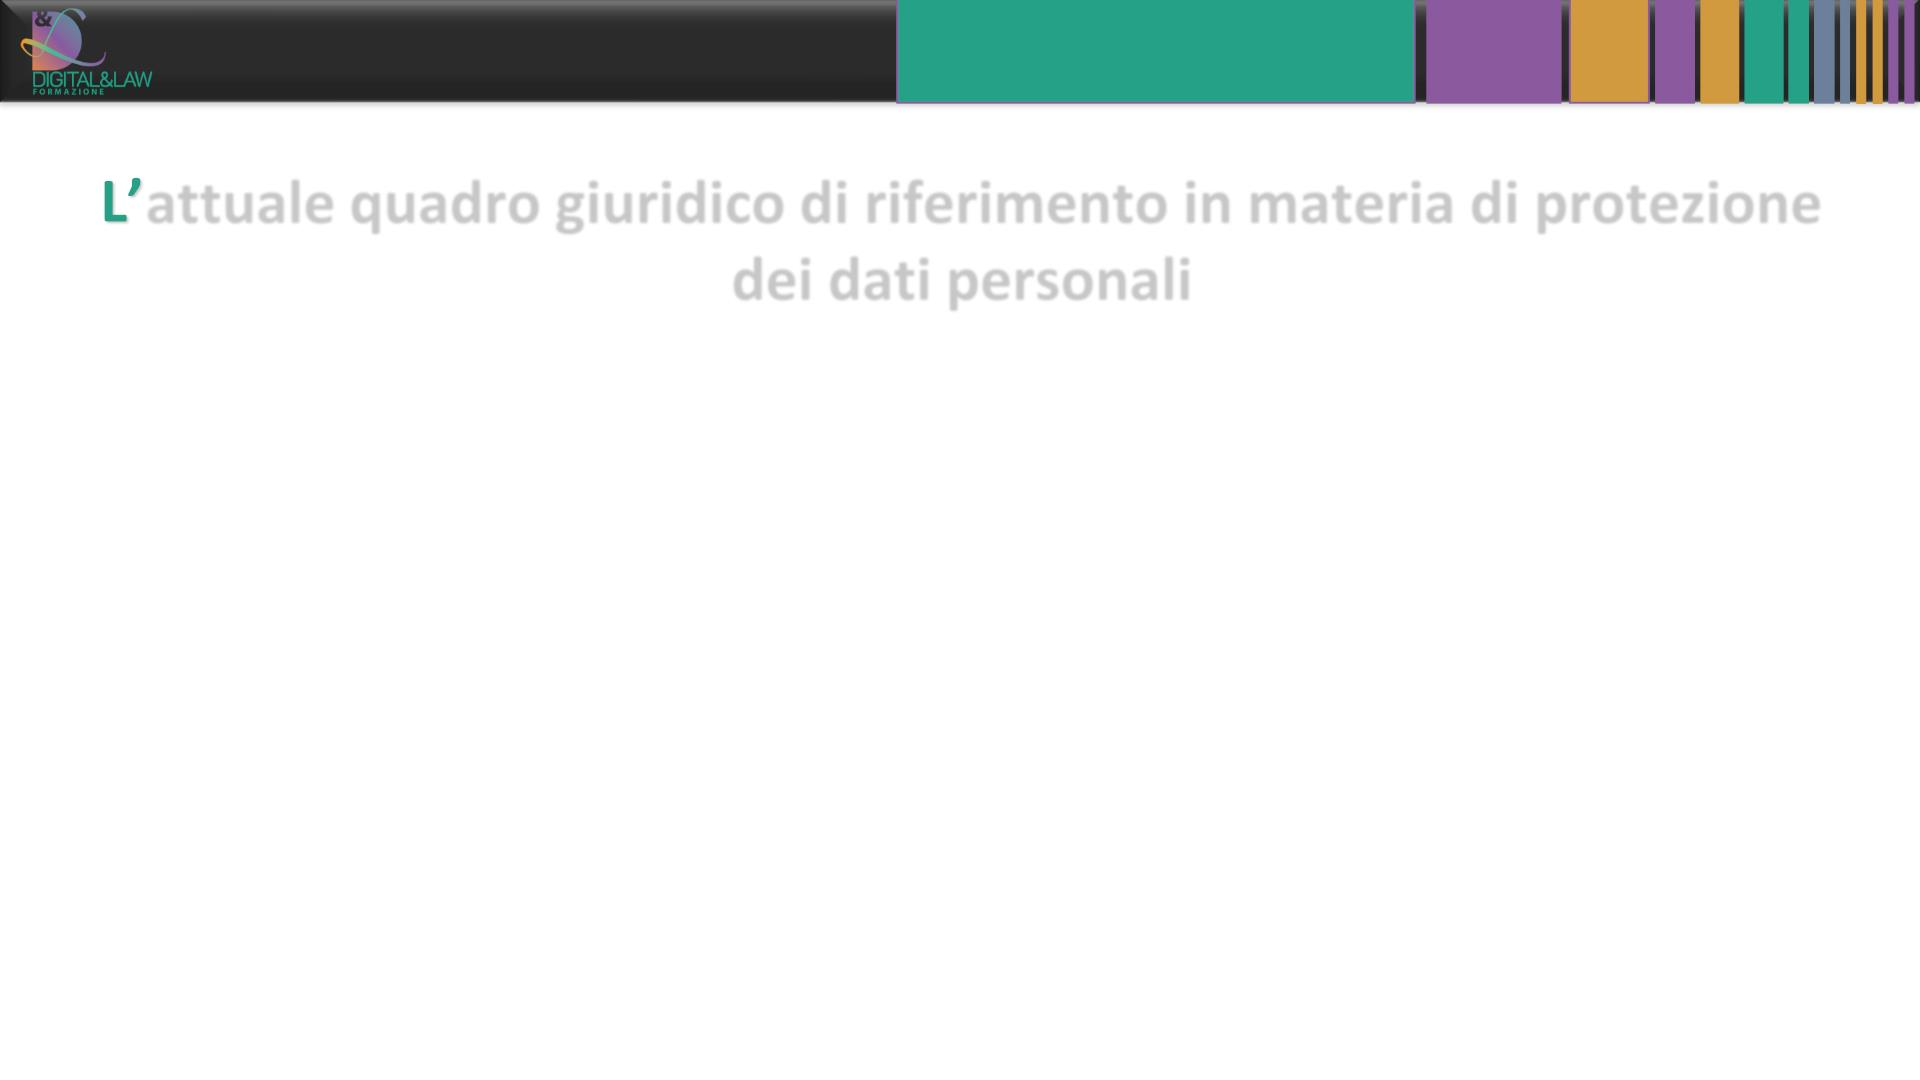 &
DIGITAL&LAW
FORMAZIONE
L’attuale quadro giuridico di riferimento in materia di protezione
dei dati personali